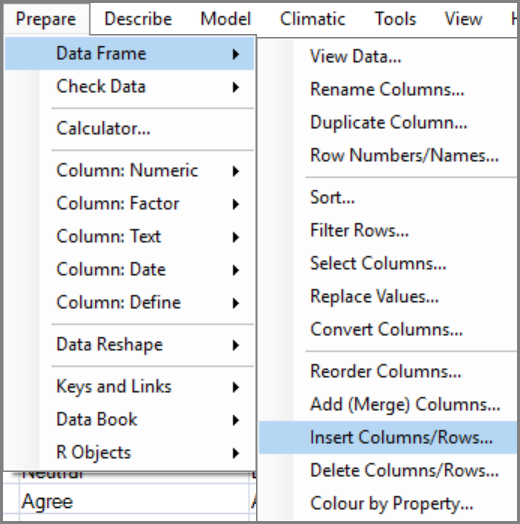 Prepare Describe Model Climatic Tools View
Data Frame
Check Data
Calculator...
Column: Numeric
Column: Factor
Column: Text
Column: Date
Column: Define
Data Reshape
Keys and Links
Data Book
R Objects
View Data...
Rename Columns...
Duplicate Column...
Row Numbers/Names...
Sort...
Filter Rows...
Select Columns...
Replace Values...
Convert Columns...
Reorder Columns...
Add (Merge) Columns...
Insert Columns/Rows...
Delete Columns/Rows...
Colour by Property...
Neutral
Agree